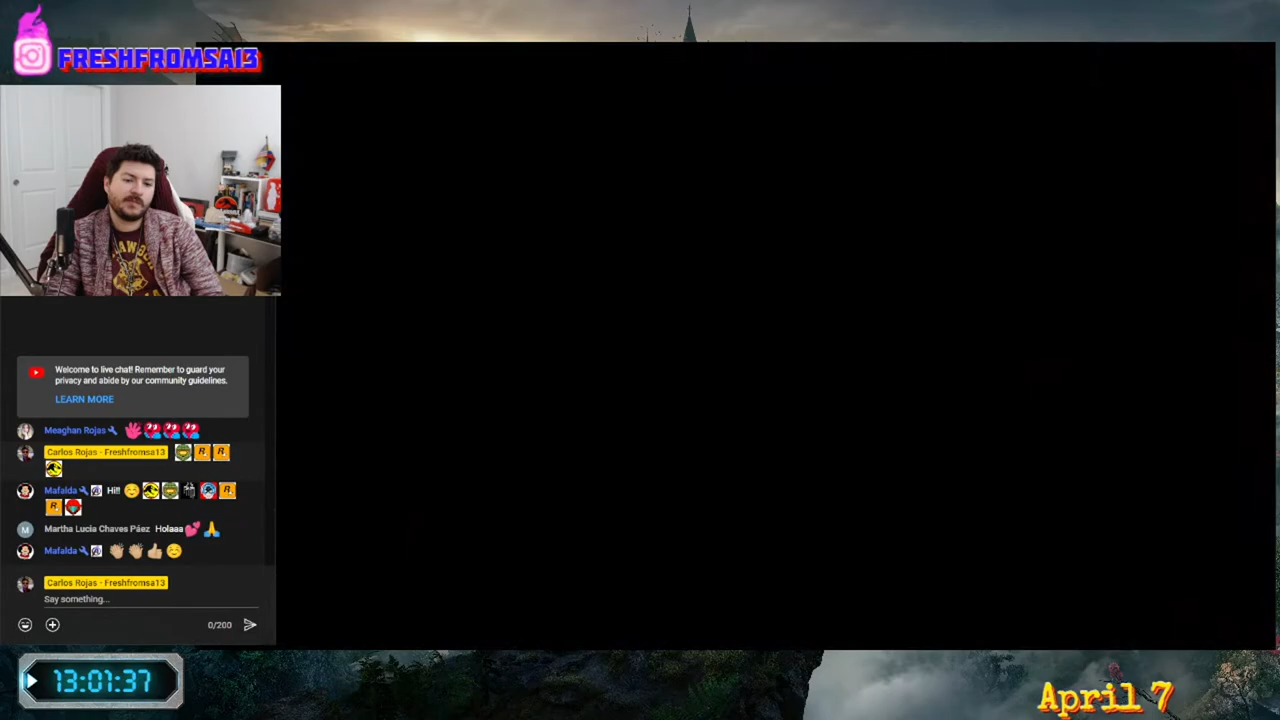 FRESHFROMSA13
Welcome to live chat! Remember to guard your
privacy and abide by our community guidelines.
LEARN MORE
Meaghan Rojas
Carlos Rojas - Freshfromsa13
Mafalda Hi!!
Martha Lucia Chaves Páez Holaaa
Mafalda
Carlos Rojas - Freshfromsa13
Say something...
0/200
13:01:37
April 7